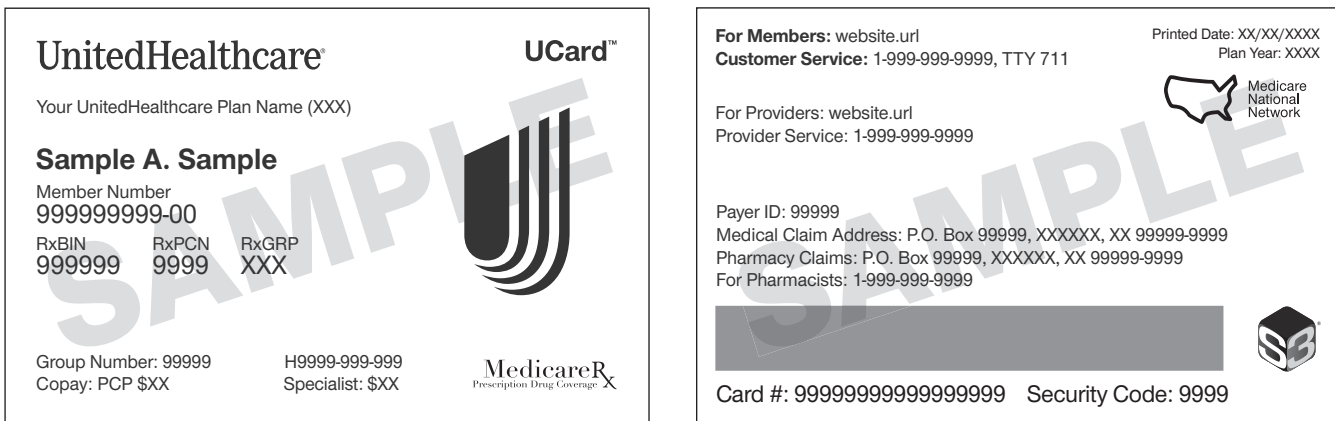 UnitedHealthcare®
UCard™
Your UnitedHealthcare Plan Name (XXX)
Sample A. Sample
Member Number
999999999-00
RxBIN RxPCN RxGRP
999999 9999 XXX
Group Number: 99999 H9999-999-999
Copay: PCP $XX Specialist: $XX
MedicareRx
Prescription Drug Coverage
SAMPLE
For Members: website.url
Customer Service: 1-999-999-9999, TTY 711
Printed Date: XX/XX/XXXX
Plan Year: XXXX
Medicare
National
Network
For Providers: website.url
Provider Service: 1-999-999-9999
Payer ID: 99999
Medical Claim Address: P.O. Box 99999, XXXXXX, XX 99999-9999
Pharmacy Claims: P.O. Box 99999, XXXXXX, XX 99999-9999
For Pharmacists: 1-999-999-9999
S3®
Card #: 99999999999999999 Security Code: 9999
SAMPLE